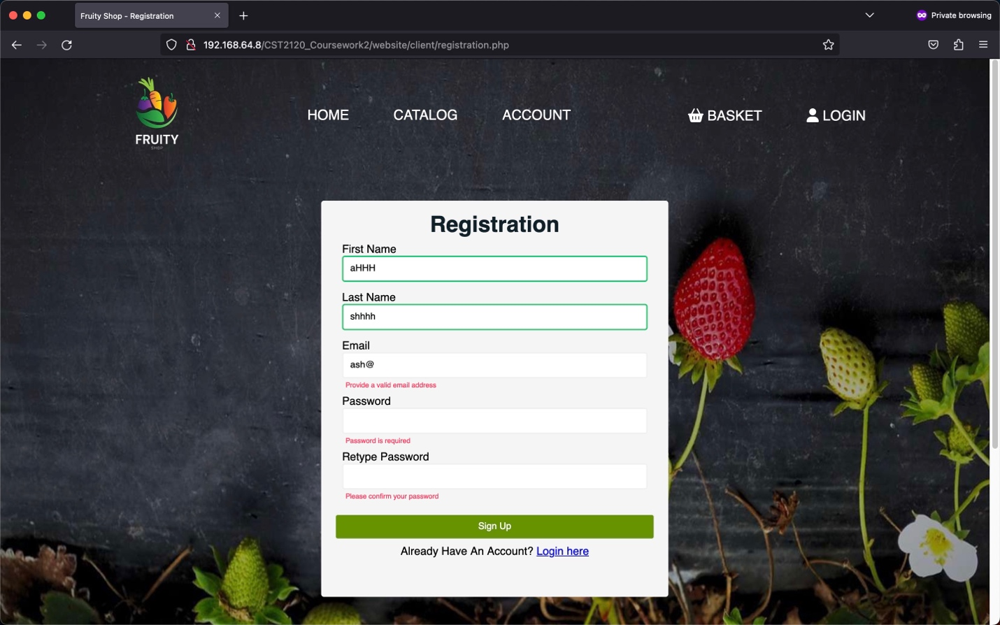 Fruity Shop - Registration
Private browsing
192.168.64.8/CST2120_Coursework2/website/client/registration.php
FRUITY
SHOP
HOME
CATALOG
ACCOUNT
BASKET
LOGIN
Registration
First Name
aHHH
Last Name
shhhh
Email
ash@
Provide a valid email address
Password
Password is required
Retype Password
Please confirm your password
Sign Up
Already Have An Account? Login here